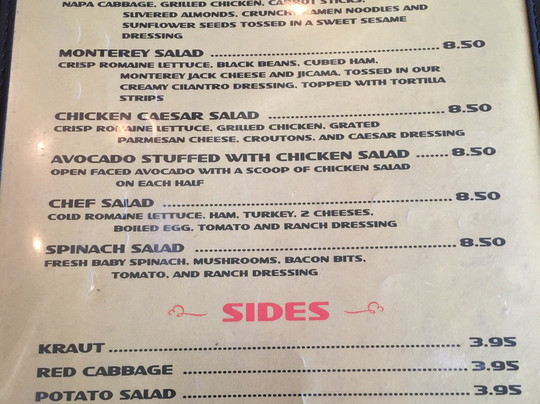 NAPA CABBAGE, GRILLED CHICKEN, CARROT STICKS,
SLIVERED ALMONDS, CRUNCHY RAMEN NOODLES AND
SUNFLOWER SEEDS TOSSED IN A SWEET SESAME
DRESSING
MONTEREY SALAD 8.50
CRISP ROMAINE LETTUCE, BLACK BEANS, CUBED HAM,
MONTEREY JACK CHEESE AND JICAMA, TOSSED IN OUR
CREAMY CILANTRO DRESSING, TOPPED WITH TORTILLA
STRIPS
CHICKEN CAESAR SALAD 8.50
CRISP ROMAINE LETTUCE, GRILLED CHICKEN, GRATED
PARMESAN CHEESE, CROUTONS, AND CAESAR DRESSING
AVOCADO STUFFED WITH CHICKEN SALAD 8.50
OPEN FACED AVOCADO WITH A SCOOP OF CHICKEN SALAD
ON EACH HALF
CHEF SALAD 8.50
COLD ROMAINE LETTUCE, HAM, TURKEY, 2 CHEESES,
BOILED EGG, TOMATO AND RANCH DRESSING
SPINACH SALAD 8.50
FRESH BABY SPINACH, MUSHROOMS, BACON BITS,
TOMATO, AND RANCH DRESSING
SIDES
KRAUT 3.95
RED CABBAGE 3.95
POTATO SALAD 3.95